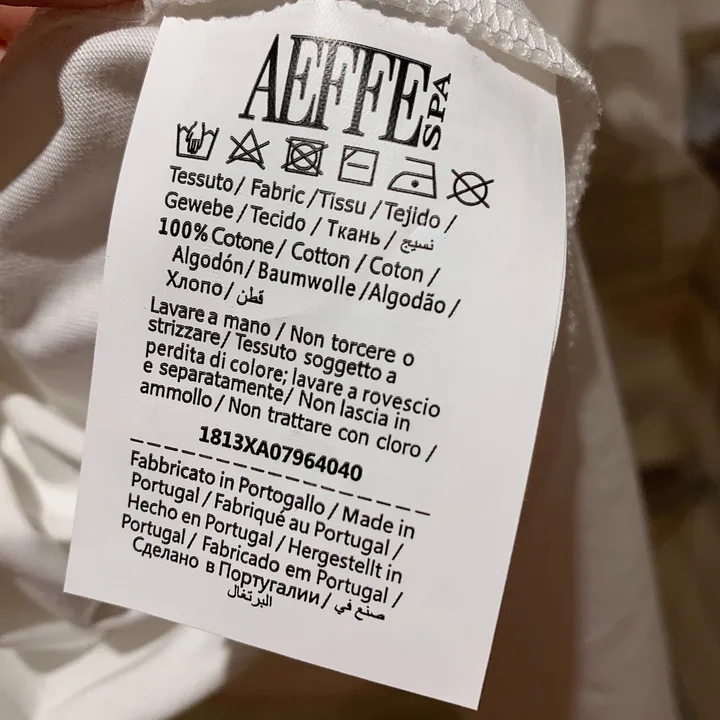 AEFFE SPA
Tessuto/ Fabric /Tissu /Tejido /
Gewebe /Tecido / Ткань / نسيج
100% Cotone/ Cotton /Coton /
Algodón/ Baumwolle /Algodão /
Хлопо/ قطن
Lavare a mano / Non torcere o
strizzare/ Tessuto soggetto a
perdita di colore; lavare a rovescio
e separatamente/ Non lascia in
ammollo / Non trattare con cloro /
1813XA07964040
Fabbricato in Portogallo / Made in
Portugal / Fabriqué au Portugal /
Hecho en Portugal / Hergestellt in
Portugal / Fabricado em Portugal /
Сделано в Португалии/ صنع في
البرتغال